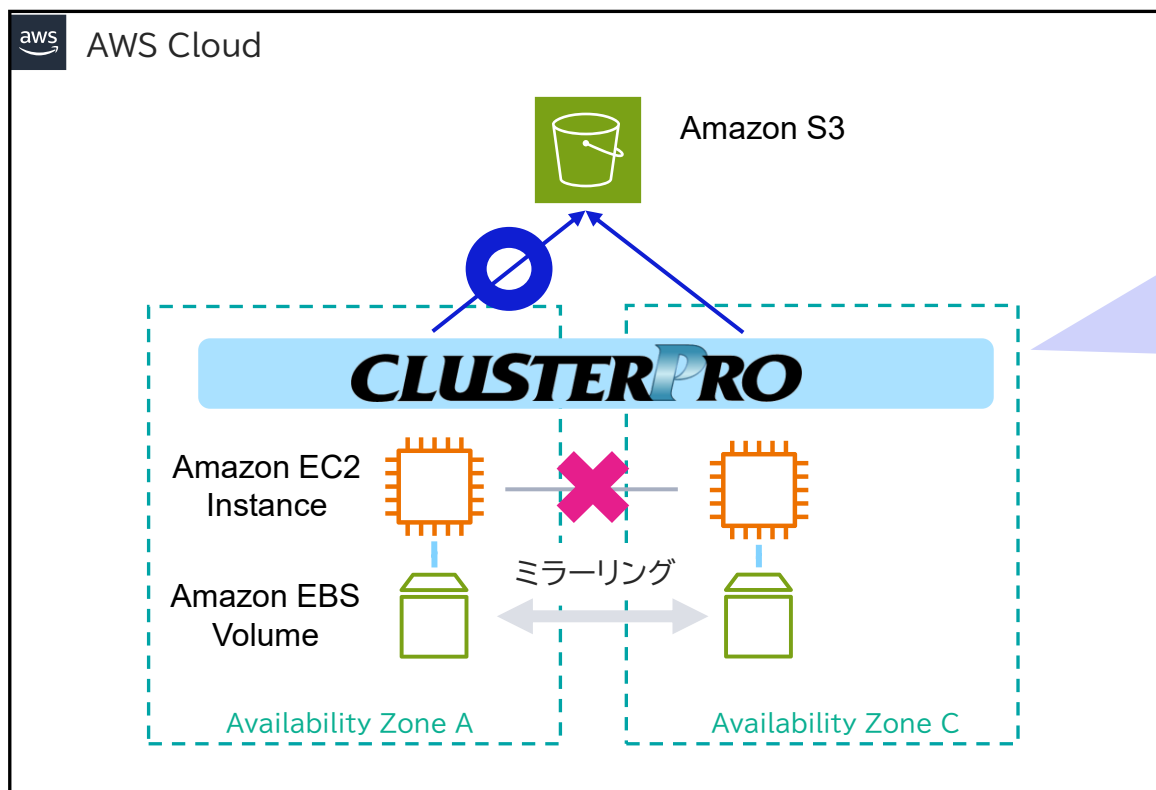 aws
AWS Cloud
Amazon S3
CLUSTERPRO
Amazon EC2
Instance
ミラーリング
Amazon EBS
Volume
Availability Zone A
Availability Zone C